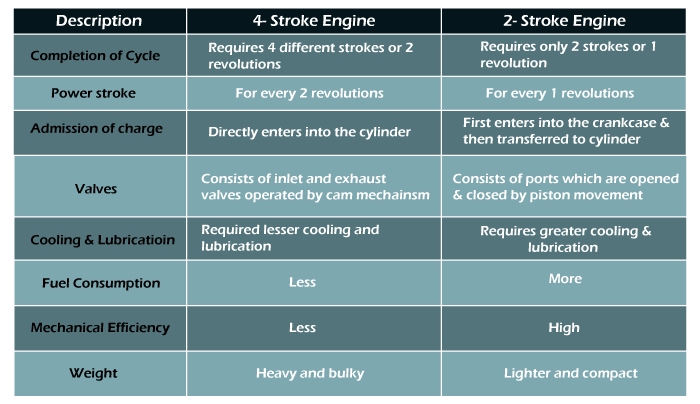 Description 4- Stroke Engine 2- Stroke Engine
Completion of Cycle
Requires 4 different strokes or 2
revolutions
Requires only 2 strokes or 1
revolution
Power stroke
For every 2 revolutions
For every 1 revolutions
Admission of charge
Directly enters into the cylinder
First enters into the crankcase &
then transferred to cylinder
Valves
Consists of inlet and exhaust
valves operated by cam mechainsm
Consists of ports which are opened
& closed by piston movement
Cooling & Lubricatioin
Required lesser cooling and
lubrication
Requires greater cooling &
lubrication
Fuel Consumption
Less
More
Mechanical Efficiency
Less
High
Weight
Heavy and bulky
Lighter and compact